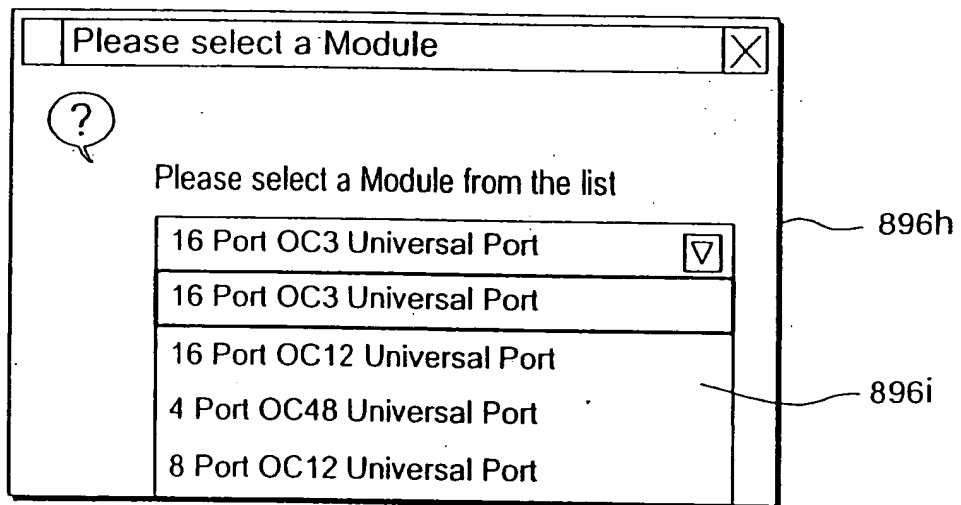 Please select a Module
?
Please select a Module from the list
16 Port OC3 Universal Port
16 Port OC3 Universal Port
16 Port OC12 Universal Port
4 Port OC48 Universal Port
8 Port OC12 Universal Port
896h
896i